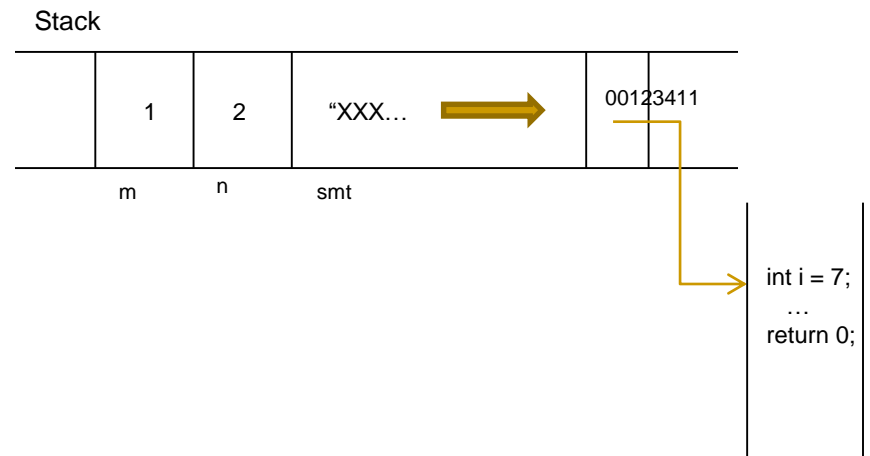 Stack
1 2 “XXX… 00123411
m n smt
int i = 7;
…
return 0;